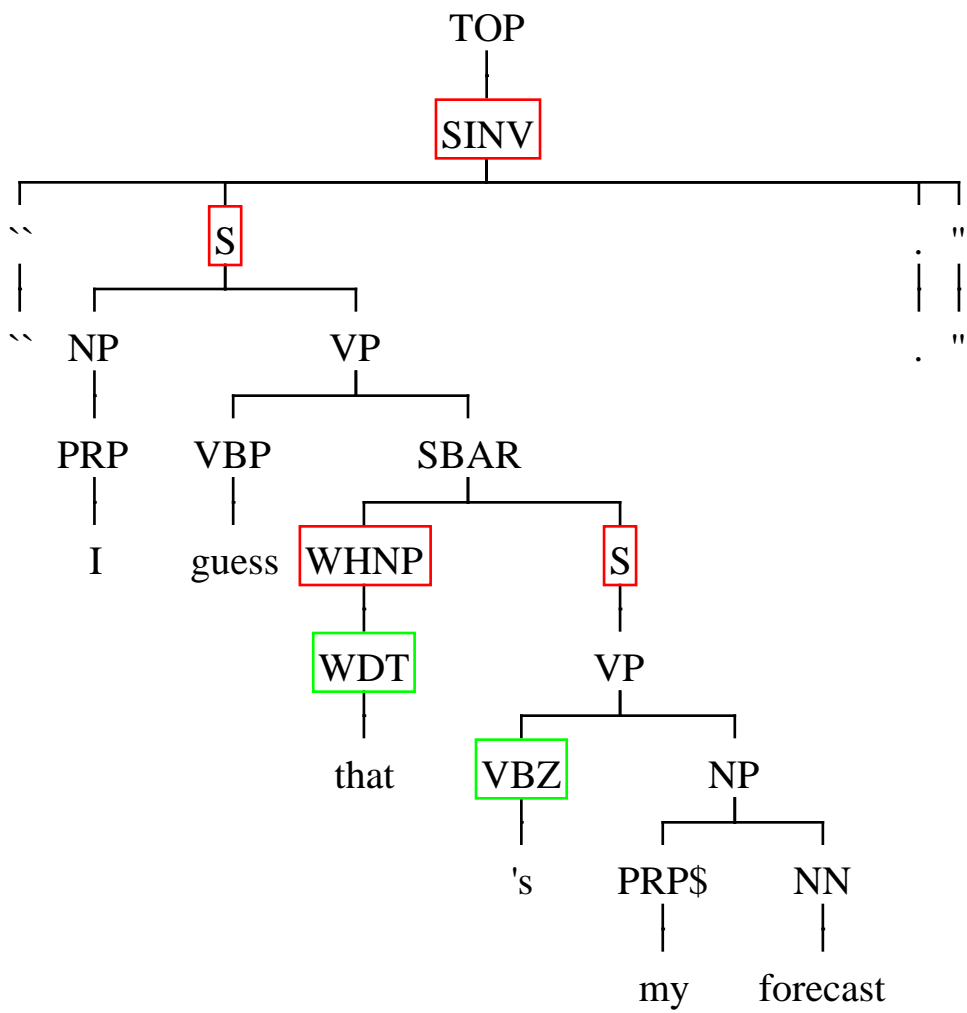 TOP
SINV
`` S . "
`` NP VP . "
PRP VBP SBAR
I guess WHNP S
WDT VP
that VBZ NP
's PRP$ NN
my forecast